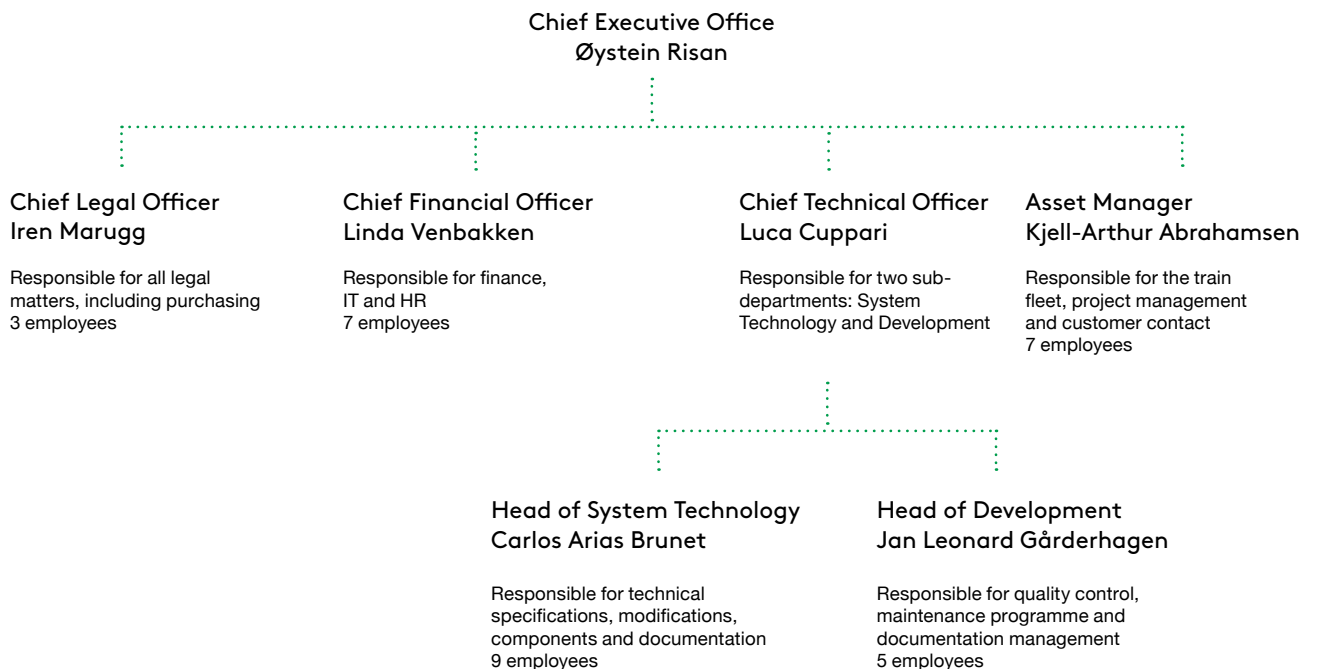 Chief Executive Office
Øystein Risan
Chief Legal Officer
Iren Marugg
Responsible for all legal
matters, including purchasing
3 employees
Chief Financial Officer
Linda Venbakken
Responsible for finance,
IT and HR
7 employees
Chief Technical Officer
Luca Cuppari
Responsible for two sub-
departments: System
Technology and Development
Asset Manager
Kjell-Arthur Abrahamsen
Responsible for the train
fleet, project management
and customer contact
7 employees
Head of System Technology
Carlos Arias Brunet
Responsible for technical
specifications, modifications,
components and documentation
9 employees
Head of Development
Jan Leonard Gårderhagen
Responsible for quality control,
maintenance programme and
documentation management
5 employees